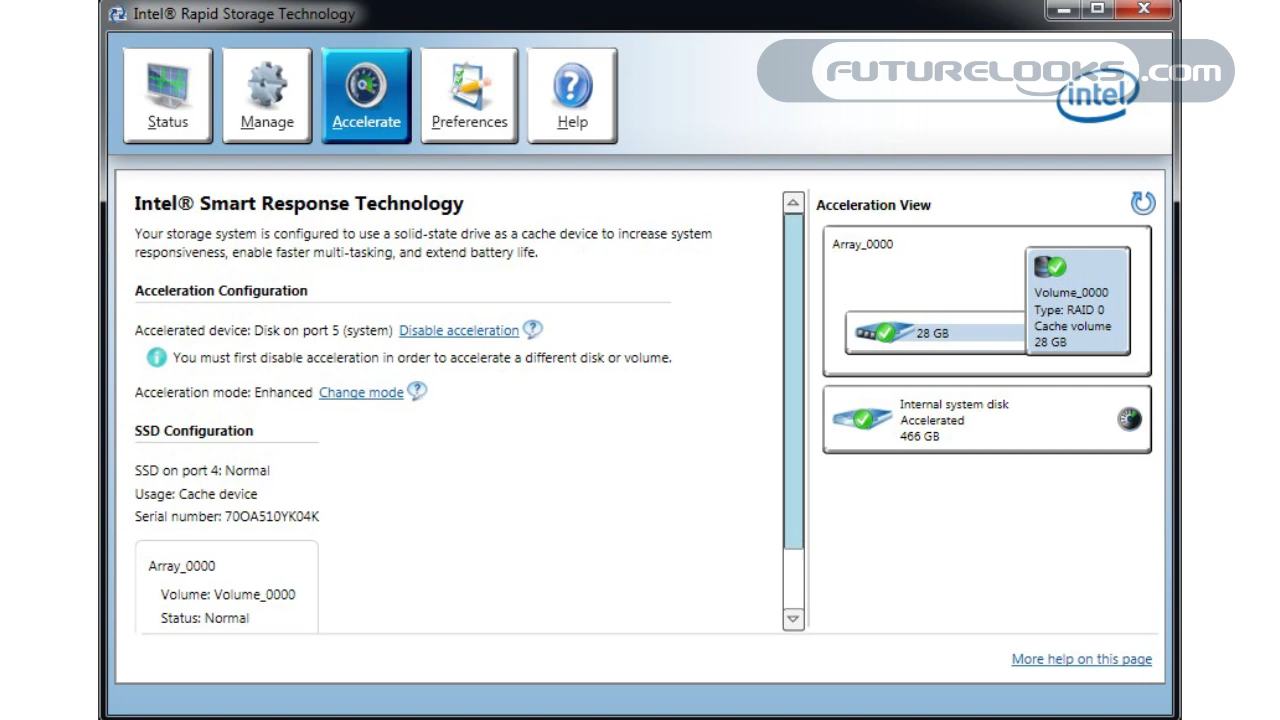 Intel® Rapid Storage Technology
Status
Manage
Accelerate
Preferences
Help
FUTURELOOKS.com
intel
Intel® Smart Response Technology
Your storage system is configured to use a solid-state drive as a cache device to increase system
responsiveness, enable faster multi-tasking, and extend battery life.
Acceleration Configuration
Accelerated device: Disk on port 5 (system) Disable acceleration
You must first disable acceleration in order to accelerate a different disk or volume.
Acceleration mode: Enhanced Change mode
SSD Configuration
SSD on port 4: Normal
Usage: Cache device
Serial number: 70OA510YK04K
Array_0000
Volume: Volume_0000
Status: Normal
Acceleration View
Array_0000
28 GB
Volume_0000
Type: RAID 0
Cache volume
28 GB
Internal system disk
Accelerated
466 GB
More help on this page